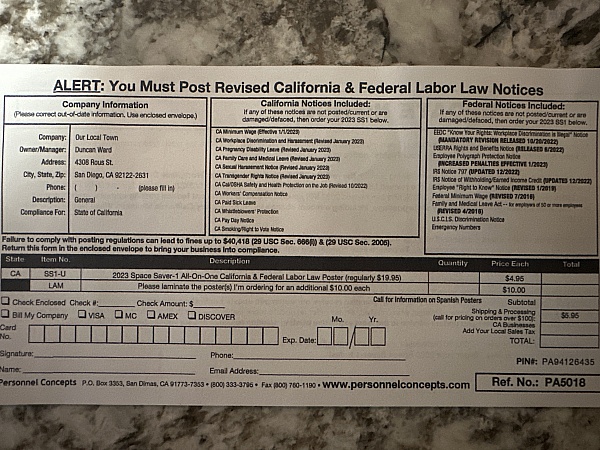 ALERT: You Must Post Revised California & Federal Labor Law Notices
Company Information
(Please correct out-of-date information. Use enclosed envelope.)
Company: Our Local Town
Owner/Manager: Duncan Ward
Address: 4308 Rous St.
City, State, Zip: San Diego, CA 92122-2631
Phone: ( ) - (please fill in)
Description: General
Compliance For: State of California
California Notices Included:
If any of these notices are not posted/current or are
damaged/defaced, then order your 2023 SS1 below.
CA Minimum Wage (Effective 1/1/2023)
CA Workplace Discrimination and Harassment (Revised January 2023)
CA Pregnancy Disability Leave (Revised January 2023)
CA Family Care and Medical Leave (Revised January 2023)
CA Sexual Harassment Notice (Revised January 2023)
CA Transgender Rights Notice (Revised January 2023)
CA Cal/OSHA Safety and Health Protection on the Job (Revised 10/2022)
CA Workers' Compensation Notice
CA Paid Sick Leave
CA Whistleblowers' Protection
CA Pay Day Notice
CA Smoking/Right to Vote Notice
Federal Notices Included:
If any of these notices are not posted/current or are
damaged/defaced, then order your 2023 SS1 below.
EEOC "Know Your Rights: Workplace Discrimination is Illegal" Notice
(MANDATORY REVISION RELEASED 10/20/2022)
USERRA Rights and Benefits Notice (RELEASED 6/2022)
Employee Polygraph Protection Notice
(INCREASED PENALTIES EFFECTIVE 1/2023)
IRS Notice 797 (UPDATED 12/2022)
IRS Notice of Withholding/Earned Income Credit (UPDATES 12/2022)
Employee "Right to Know" Notice (REVISED 1/2019)
Federal Minimum Wage (REVISED 7/2016)
Family and Medical Leave Act – for employers of 50 or more employees
(REVISED 4/2016)
U.S.C.I.S. Discrimination Notice
Emergency Numbers
Failure to comply with posting regulations can lead to fines up to $40,418 (29 USC Sec. 666(i) & (29 USC Sec. 2005).
Return this form in the enclosed envelope to bring your business into compliance.
State Item No. Description Quantity Price Each Total
CA SS1-U 2023 Space Saver-1 All-On-One California & Federal Labor Law Poster (regularly $19.95) $4.95
LAM Please laminate the poster(s) I'm ordering for an additional $10.00 each $10.00
Check Enclosed Check #: Check Amount: $ Call for Information on Spanish Posters Subtotal
Bill My Company VISA MC AMEX DISCOVER Mo. Yr.
Shipping & Processing
(call for pricing on orders over $100): $6.95
CA Businesses
Add Your Local Sales Tax
TOTAL:
Card
No. Exp. Date:
Signature: Phone:
PIN#: PA94126435
Name: Email Address:
Personnel Concepts P.O. Box 3353, San Dimas, CA 91773-7353 • (800) 333-3795 • Fax (800) 760-1190 • www.personnelconcepts.com
Ref. No.: PA5018